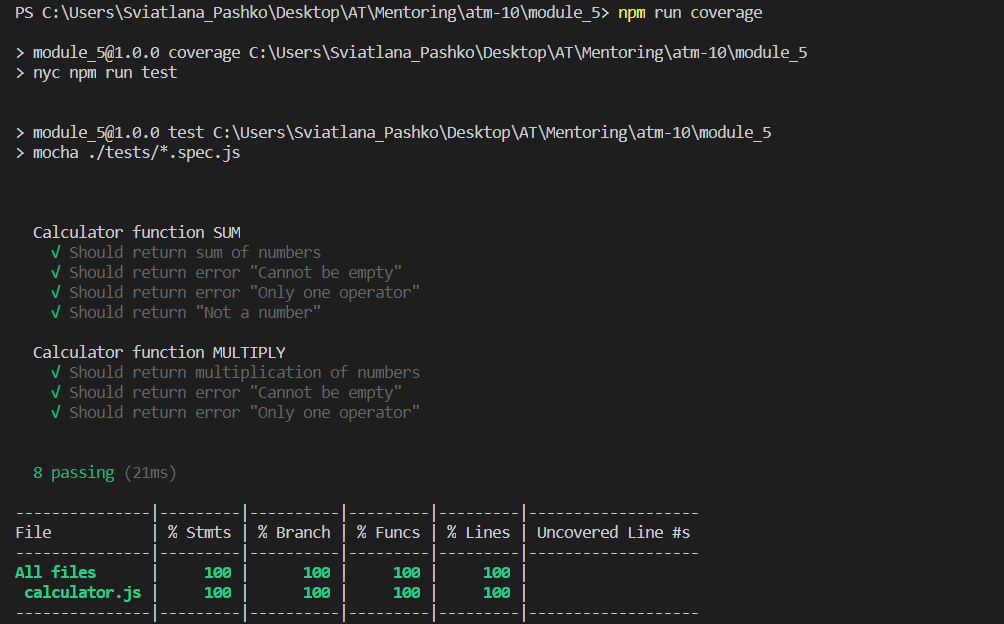 PS C:\Users\Sviatlana_Pashko\Desktop\AT\Mentoring\atm-10\module_5> npm run coverage
> module_5@1.0.0 coverage C:\Users\Sviatlana_Pashko\Desktop\AT\Mentoring\atm-10\module_5
> nyc npm run test
> module_5@1.0.0 test C:\Users\Sviatlana_Pashko\Desktop\AT\Mentoring\atm-10\module_5
> mocha ./tests/*.spec.js
Calculator function SUM
√ Should return sum of numbers
√ Should return error "Cannot be empty"
√ Should return error "Only one operator"
√ Should return "Not a number"
Calculator function MULTIPLY
√ Should return multiplication of numbers
√ Should return error "Cannot be empty"
√ Should return error "Only one operator"
8 passing (21ms)
---------------|---------|----------|---------|---------|-------------------
File | % Stmts | % Branch | % Funcs | % Lines | Uncovered Line #s
---------------|---------|----------|---------|---------|-------------------
All files | 100 | 100 | 100 | 100 |
calculator.js | 100 | 100 | 100 | 100 |
---------------|---------|----------|---------|---------|-------------------